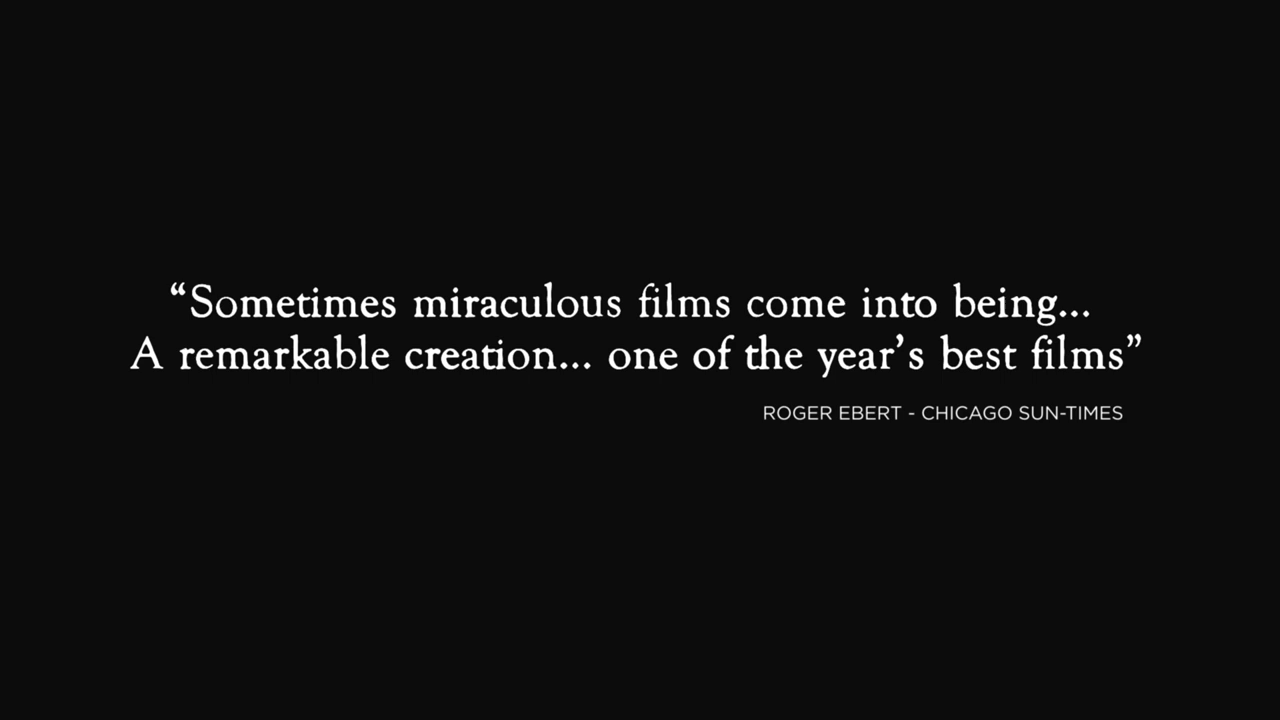 “Sometimes miraculous films come into being...
A remarkable creation... one of the year’s best films”
ROGER EBERT - CHICAGO SUN-TIMES